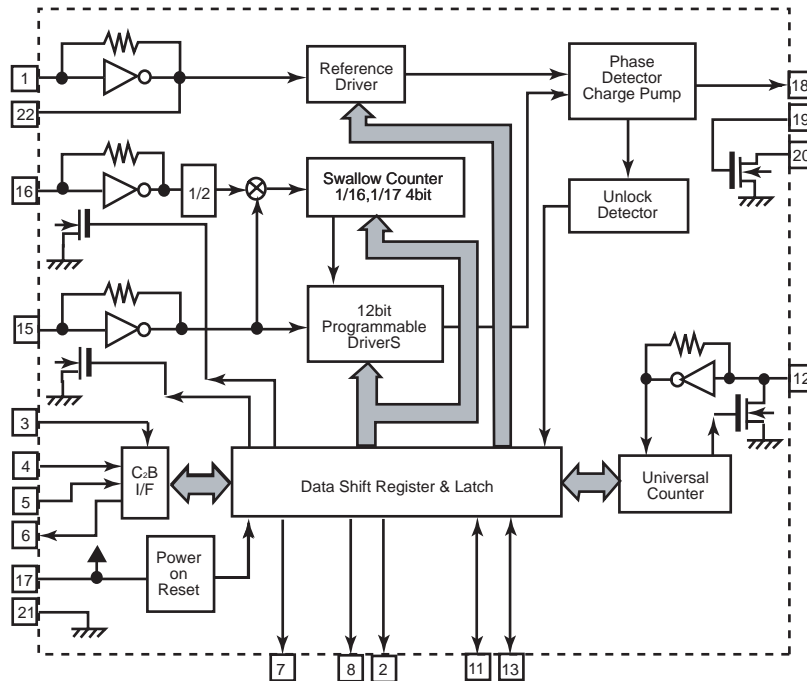 1
Reference
Driver
Phase
Detector
Charge Pump
18
22
19
20
16
1/2
Swallow Counter
1/16,1/17 4bit
Unlock
Detector
15
12bit
Programmable
DriverS
12
3
4
5
6
C2B
I/F
Data Shift Register & Latch
Universal
Counter
17
Power
on
Reset
21
7
8
2
11
13